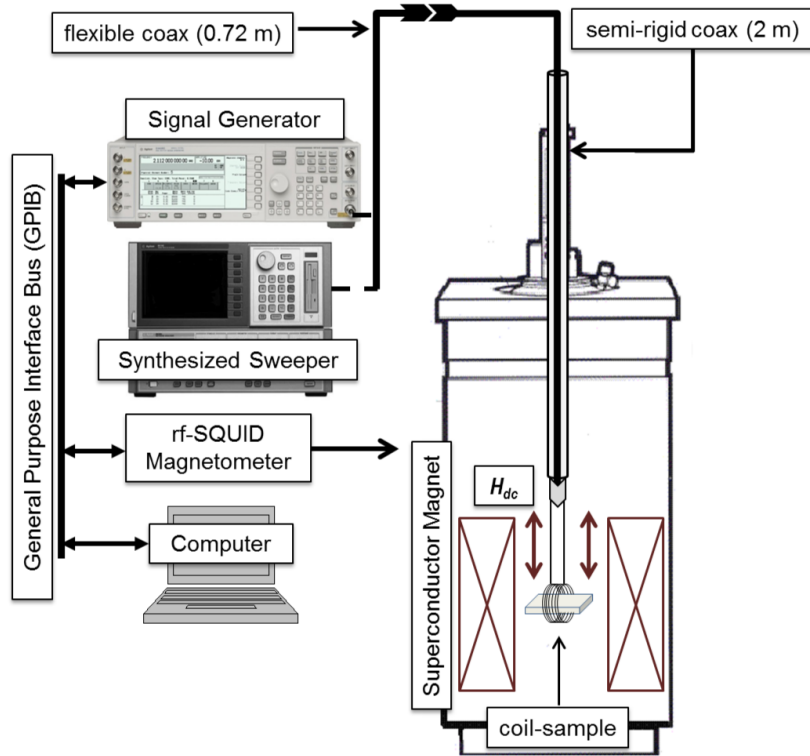 flexible coax (0.72 m)
semi-rigid coax (2 m)
Signal Generator
General Purpose Interface Bus (GPIB)
Synthesized Sweeper
rf-SQUID
Magnetometer
Computer
Superconductor Magnet
H_dc
coil-sample